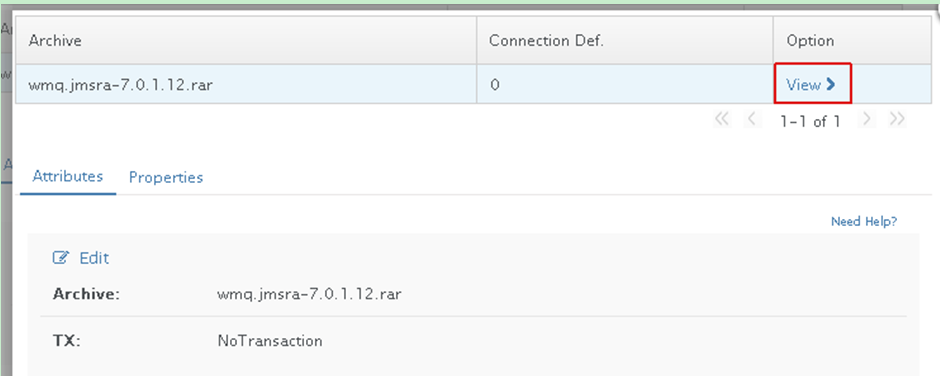 Archive Connection Def. Option
wmq.jmsra-7.0.1.12.rar 0 View
1-1 of 1
Attributes Properties
Need Help?
Edit
Archive: wmq.jmsra-7.0.1.12.rar
TX: NoTransaction